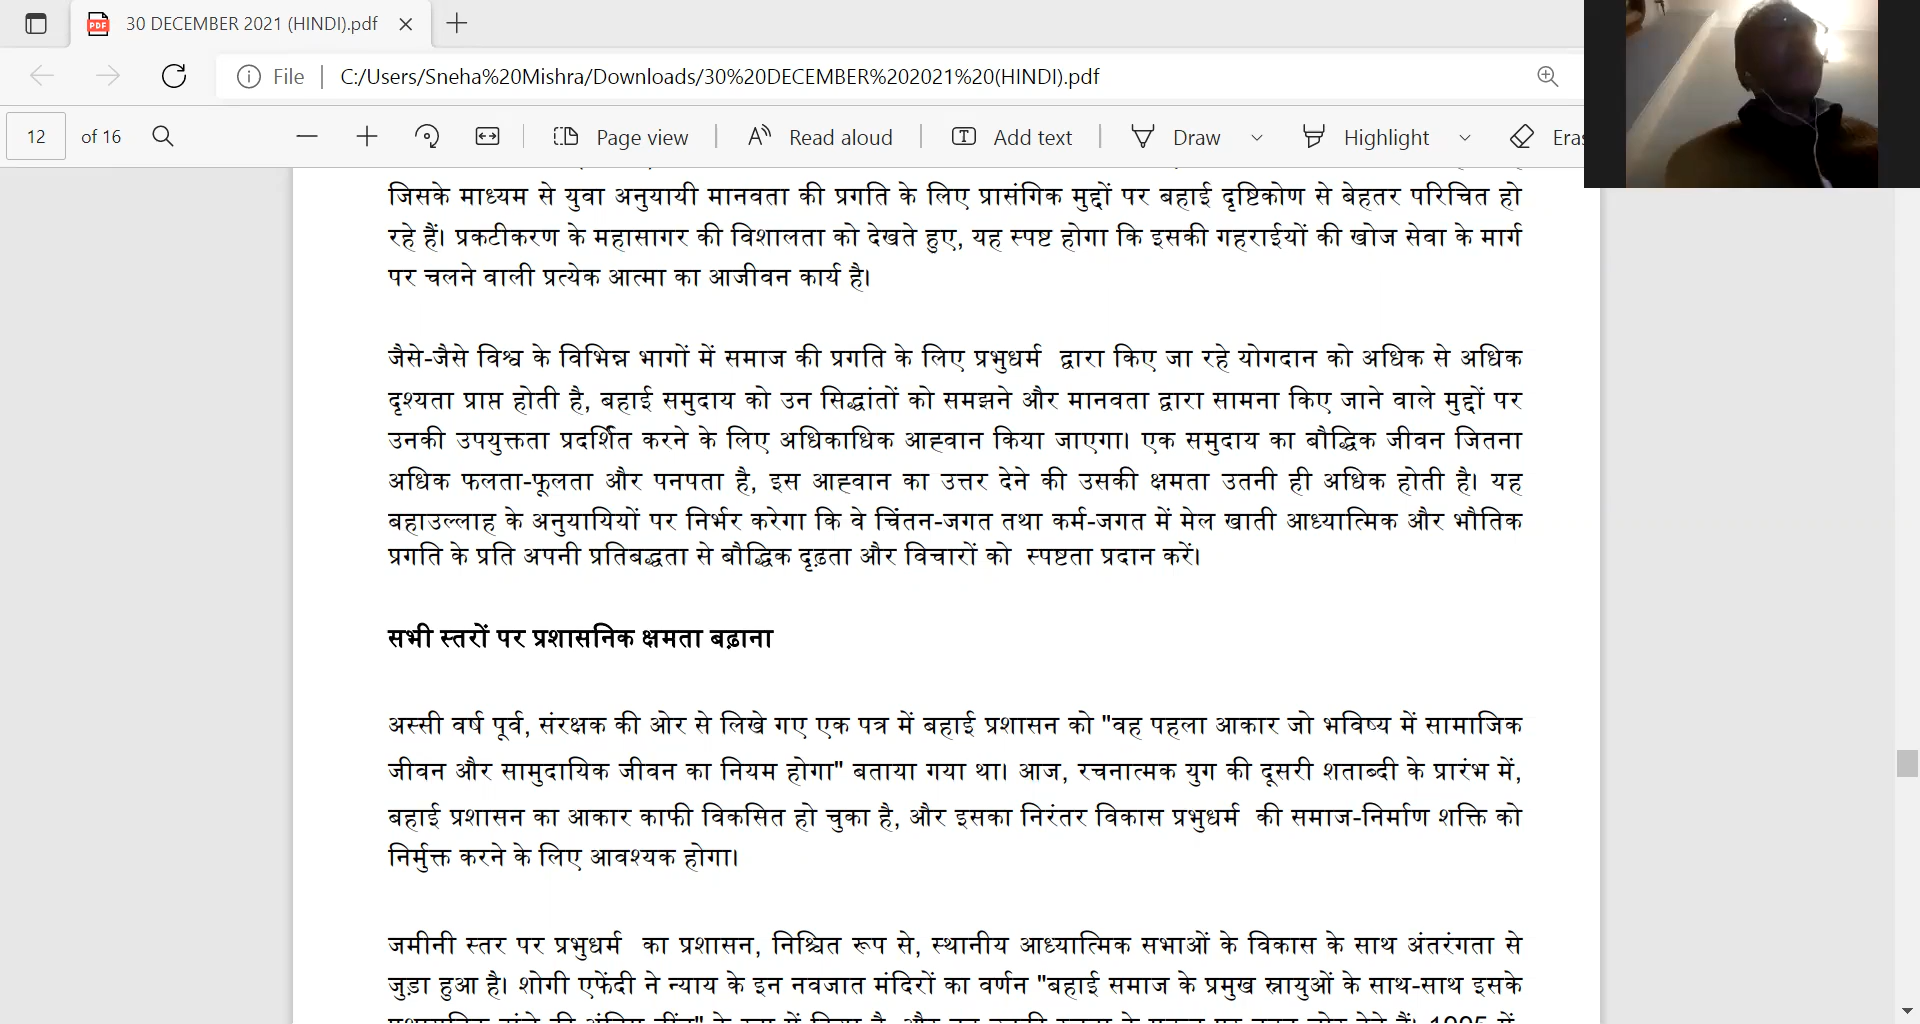 30 DECEMBER 2021 (HINDI).pdf
File
C:/Users/Sneha%20Mishra/Downloads/30%20DECEMBER%202021%20(HINDI).pdf
12 of 16 Page view Read aloud Add text Draw Highlight
जिसके माध्यम से युवा अनुयायी मानवता की प्रगति के लिए प्रासंगिक मुद्दों पर बहाई दृष्टिकोण से बेहतर परिचित हो
रहे हैं। प्रकटीकरण के महासागर की विशालता को देखते हुए, यह स्पष्ट होगा कि इसकी गहराईयों की खोज सेवा के मार्ग
पर चलने वाली प्रत्येक आत्मा का आजीवन कार्य है।
जैसे-जैसे विश्व के विभिन्न भागों में समाज की प्रगति के लिए प्रभुधर्म द्वारा किए जा रहे योगदान को अधिक से अधिक
दृश्यता प्राप्त होती है, बहाई समुदाय को उन सिद्धांतों को समझने और मानवता द्वारा सामना किए जाने वाले मुद्दों पर
उनकी उपयुक्तता प्रदर्शित करने के लिए अधिकाधिक आह्वान किया जाएगा। एक समुदाय का बौद्धिक जीवन जितना
अधिक फलता-फूलता और पनपता है, इस आह्वान का उत्तर देने की उसकी क्षमता उतनी ही अधिक होती है। यह
बहाउल्लाह के अनुयायियों पर निर्भर करेगा कि वे चिंतन-जगत तथा कर्म-जगत में मेल खाती आध्यात्मिक और भौतिक
प्रगति के प्रति अपनी प्रतिबद्धता से बौद्धिक दृढ़ता और विचारों को स्पष्टता प्रदान करें।
सभी स्तरों पर प्रशासनिक क्षमता बढ़ाना
अस्सी वर्ष पूर्व, संरक्षक की ओर से लिखे गए एक पत्र में बहाई प्रशासन को "वह पहला आकार जो भविष्य में सामाजिक
जीवन और सामुदायिक जीवन का नियम होगा" बताया गया था। आज, रचनात्मक युग की दूसरी शताब्दी के प्रारंभ में,
बहाई प्रशासन का आकार काफी विकसित हो चुका है, और इसका निरंतर विकास प्रभुधर्म की समाज-निर्माण शक्ति को
निर्मुक्त करने के लिए आवश्यक होगा।
जमीनी स्तर पर प्रभुधर्म का प्रशासन, निश्चित रूप से, स्थानीय आध्यात्मिक सभाओं के विकास के साथ अंतरंगता से
जुड़ा हुआ है। शोगी एफेंदी ने न्याय के इन नवजात मंदिरों का वर्णन "बहाई समाज के प्रमुख स्नायुओं के साथ-साथ इसके